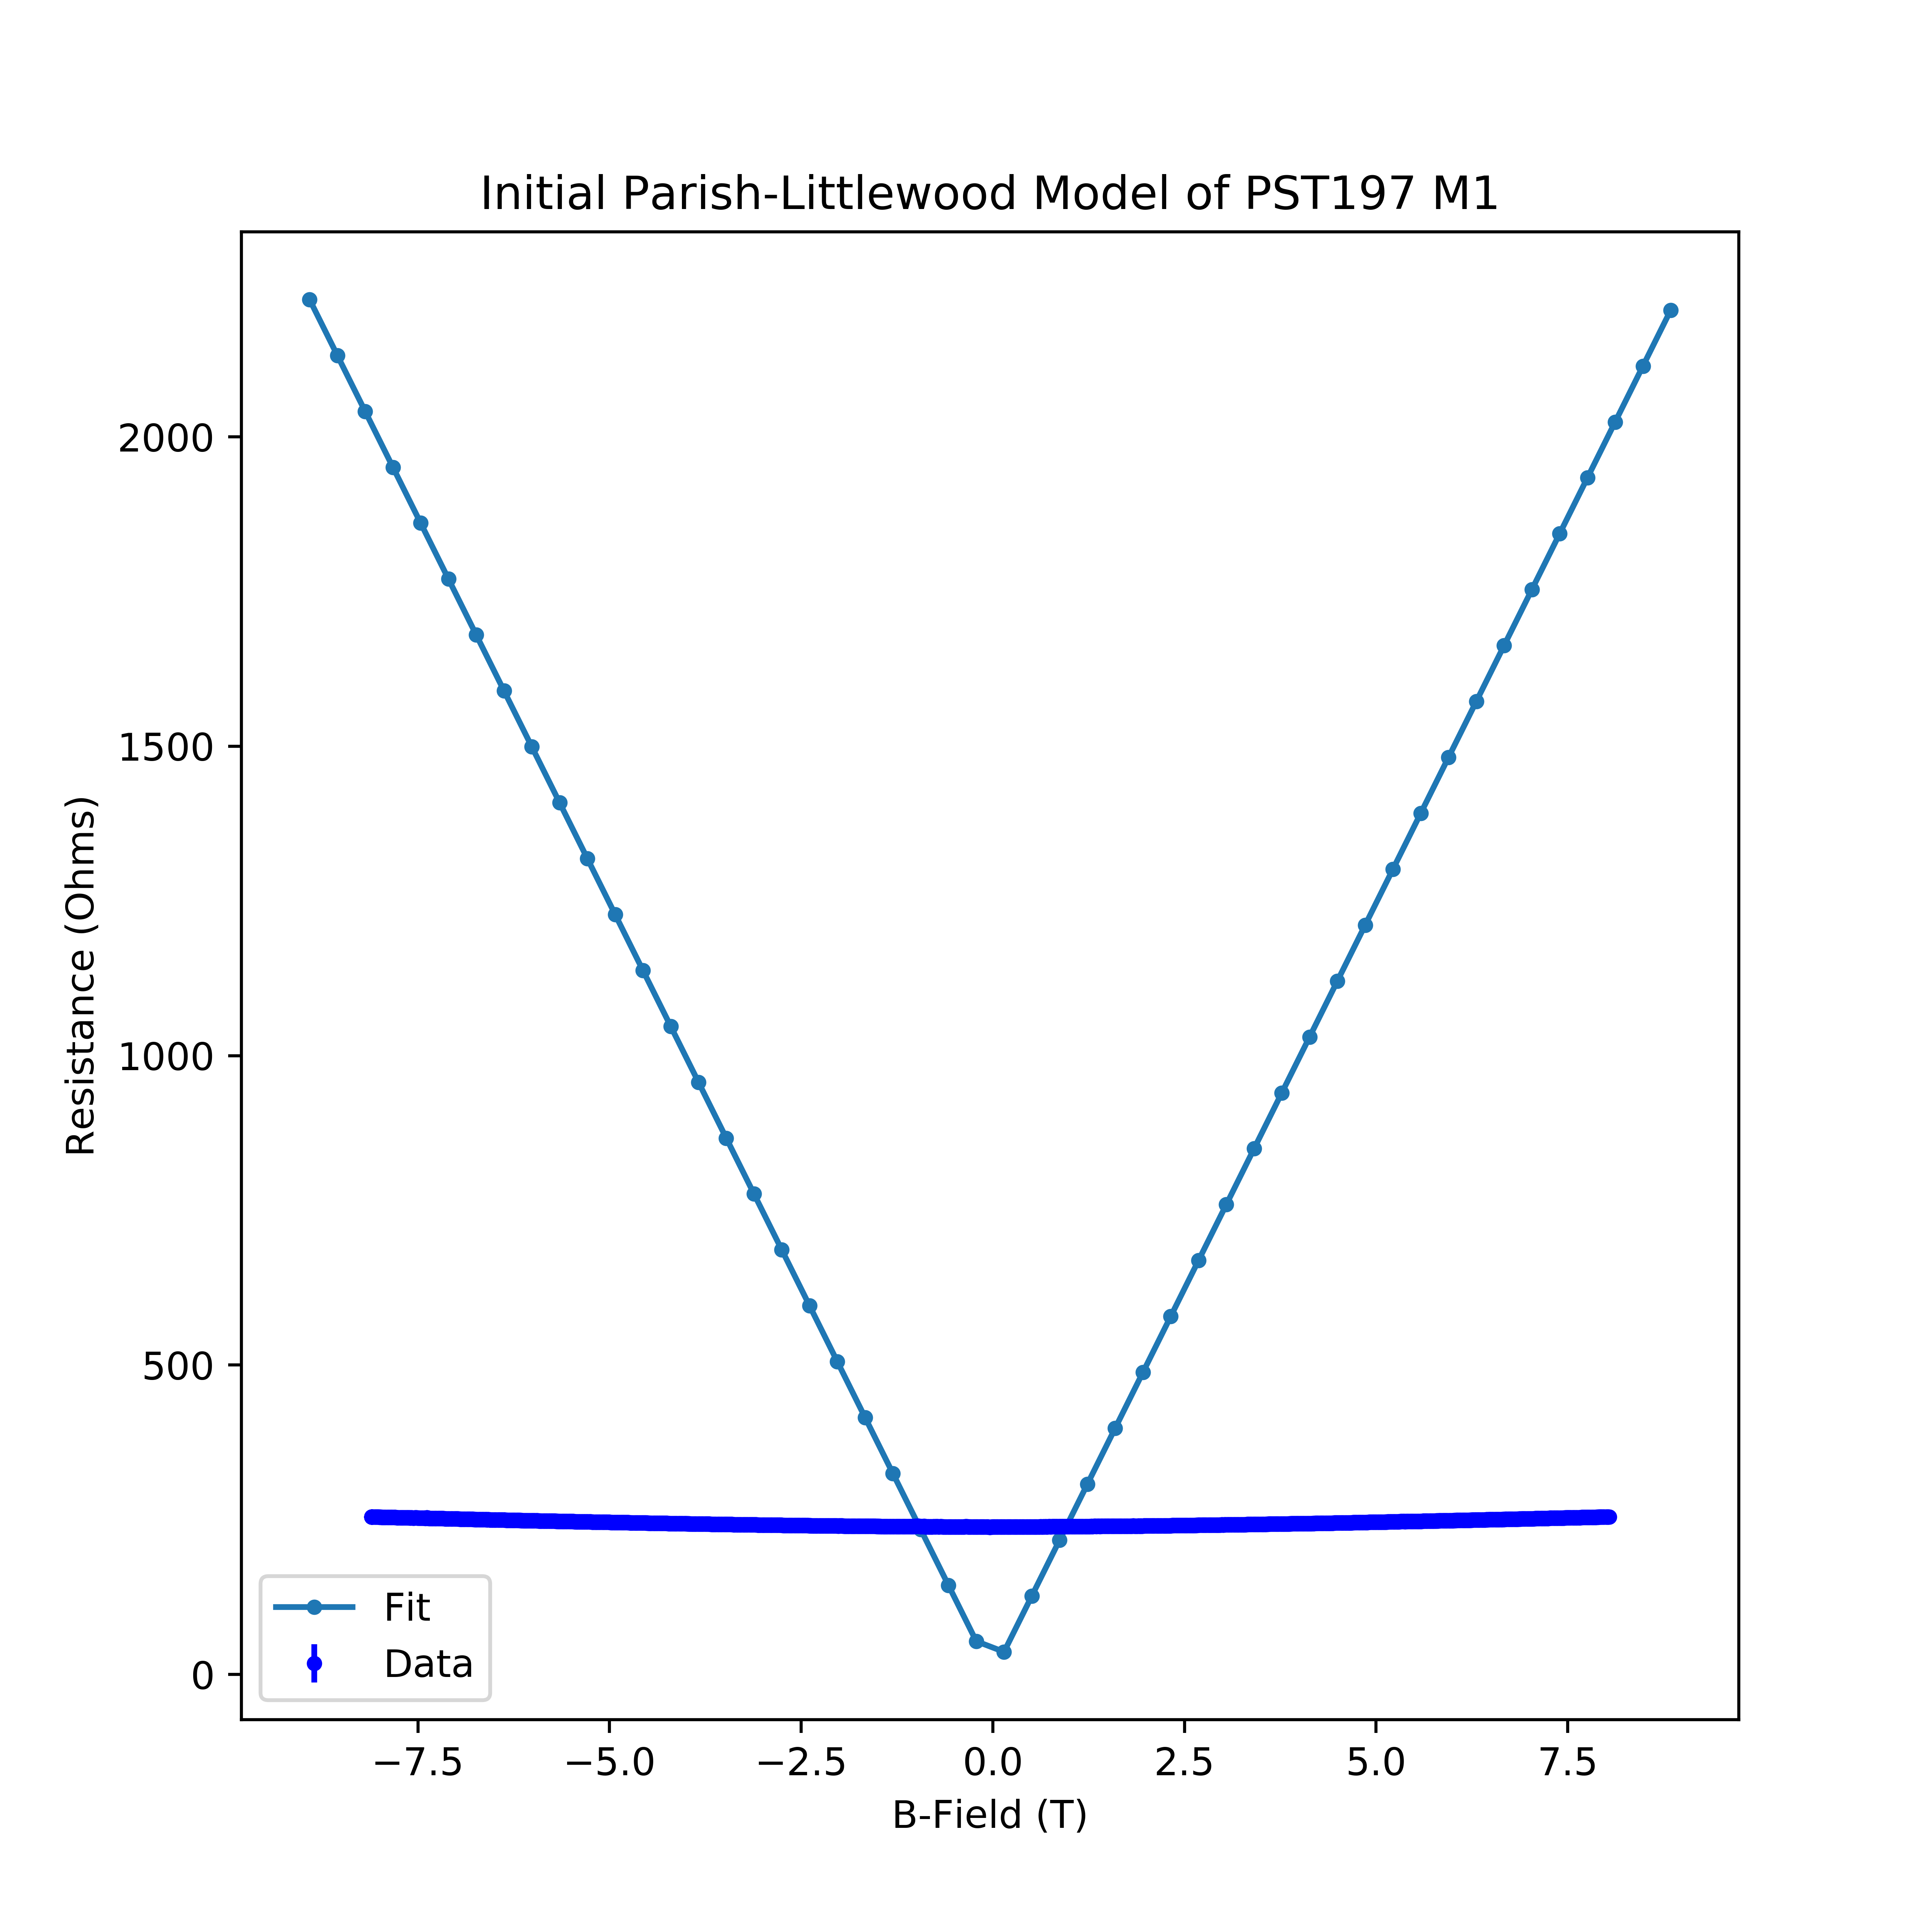 Initial Parish-Littlewood Model of PST197 M1
2000
1500
1000
500
0
Resistance (Ohms)
Fit
Data
−7.5
−5.0
−2.5
0.0
2.5
5.0
7.5
B-Field (T)